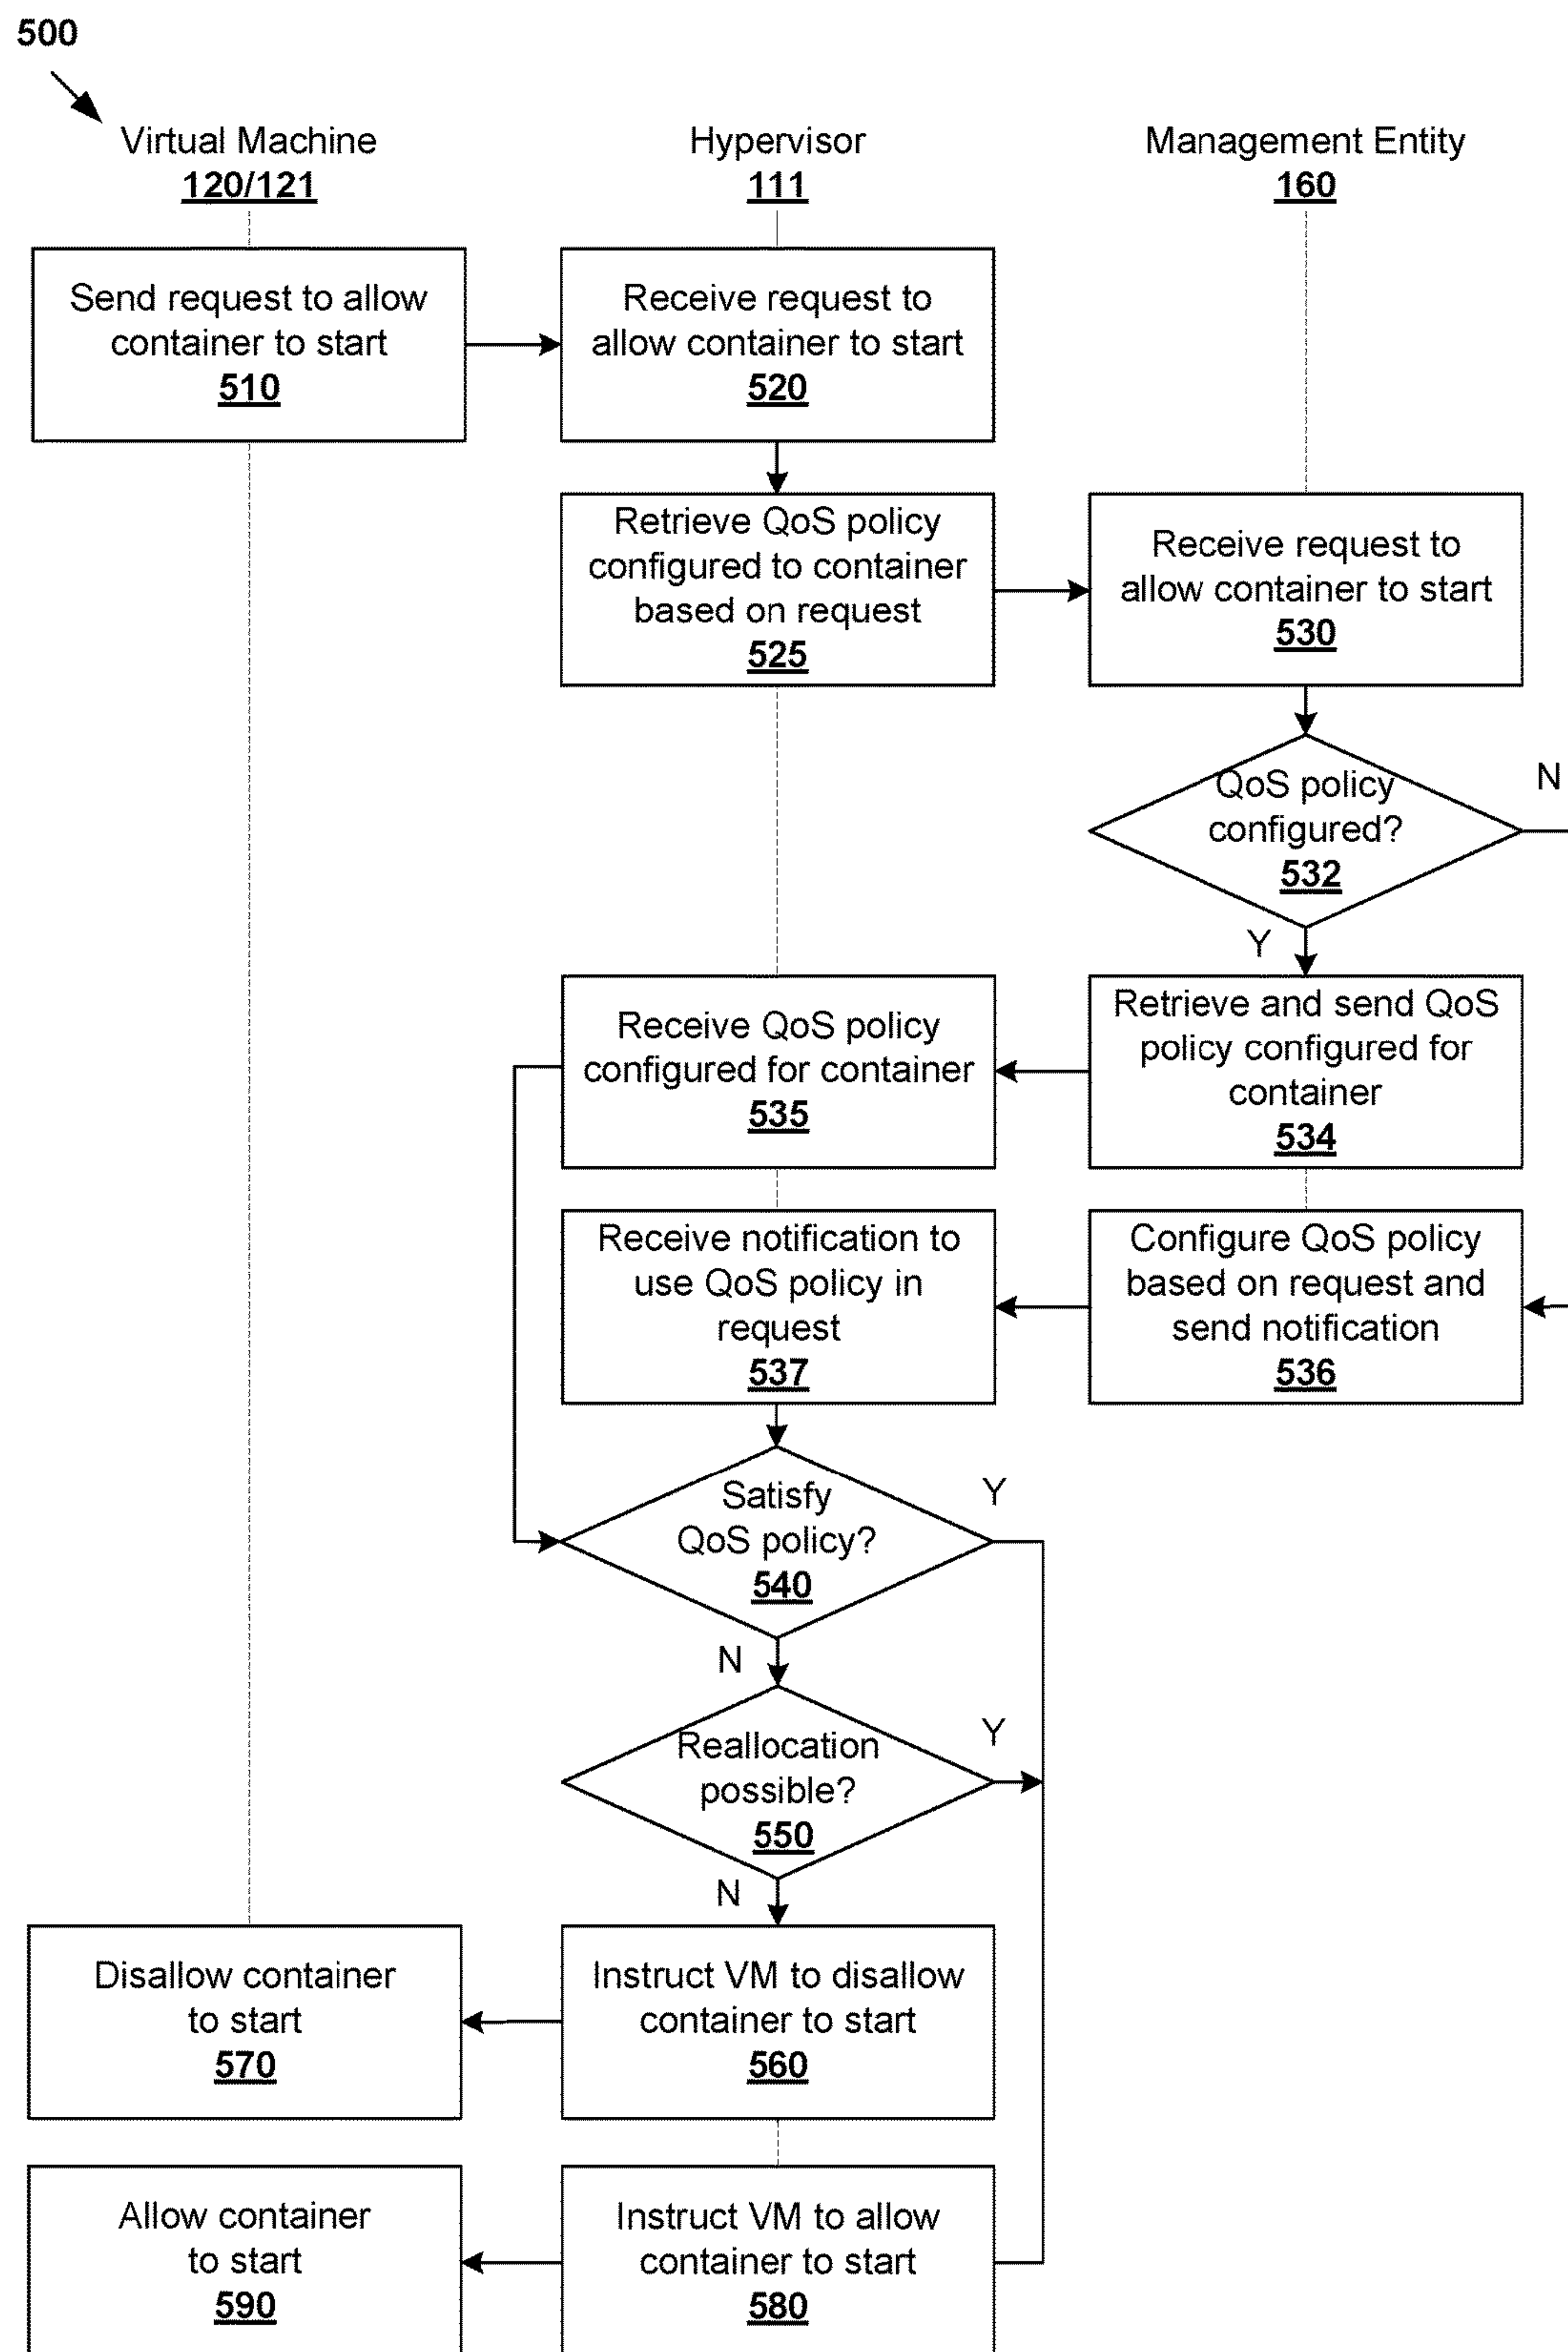 500
Virtual Machine
120/121
Hypervisor
111
Management Entity
160
Send request to allow
container to start
510
Receive request to
allow container to start
520
Retrieve QoS policy
configured to container
based on request
525
Receive request to
allow container to start
530
QoS policy
configured?
532
N
Y
Receive QoS policy
configured for container
535
Retrieve and send QoS
policy configured for
container
534
Receive notification to
use QoS policy in
request
537
Configure QoS policy
based on request and
send notification
536
Satisfy
QoS policy?
540
Y
N
Reallocation
possible?
550
Y
N
Disallow container
to start
570
Instruct VM to disallow
container to start
560
Allow container
to start
590
Instruct VM to allow
container to start
580